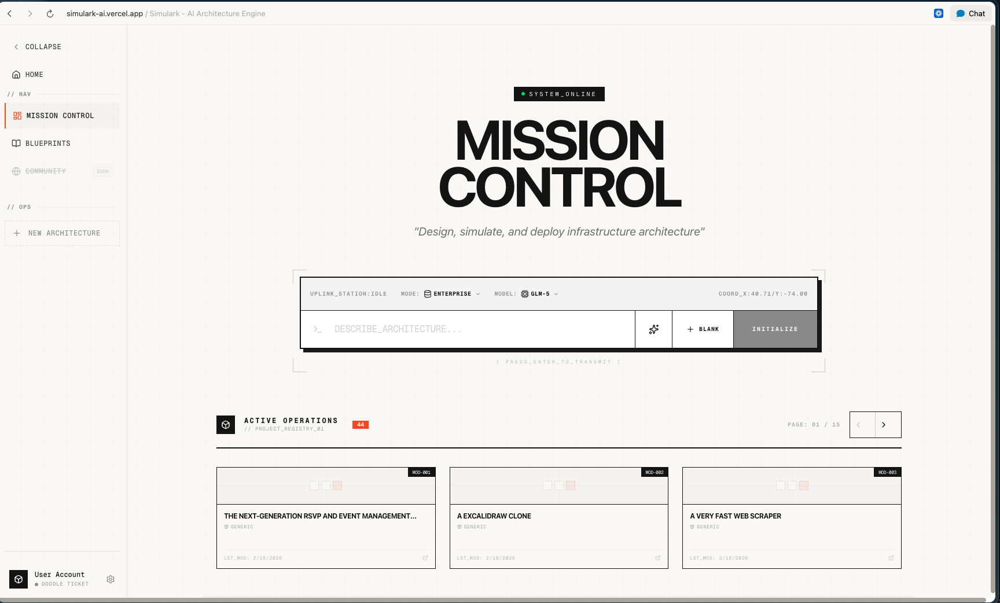 simulark-ai.vercel.app / Simulark - AI Architecture Engine
Chat
COLLAPSE
HOME
// NAV
MISSION CONTROL
BLUEPRINTS
COMMUNITY
SOON
// OPS
NEW ARCHITECTURE
User Account
DOODLE TICKET
SYSTEM_ONLINE
MISSION
CONTROL
"Design, simulate, and deploy infrastructure architecture"
UPLINK_STATION:IDLE MODE: ENTERPRISE MODEL: GLM-5 COORD_X:40.71/Y:-74.00
>_ DESCRIBE_ARCHITECTURE... + BLANK INITIALIZE
[ PRESS_ENTER_TO_TRANSMIT ]
ACTIVE OPERATIONS
// PROJECT_REGISTRY_01
44
PAGE: 01 / 15
MOD-001
THE NEXT-GENERATION RSVP AND EVENT MANAGEMENT...
GENERIC
LST_MOD: 2/18/2026
MOD-002
A EXCALIDRAW CLONE
GENERIC
LST_MOD: 2/18/2026
MOD-003
A VERY FAST WEB SCRAPER
GENERIC
LST_MOD: 2/18/2026